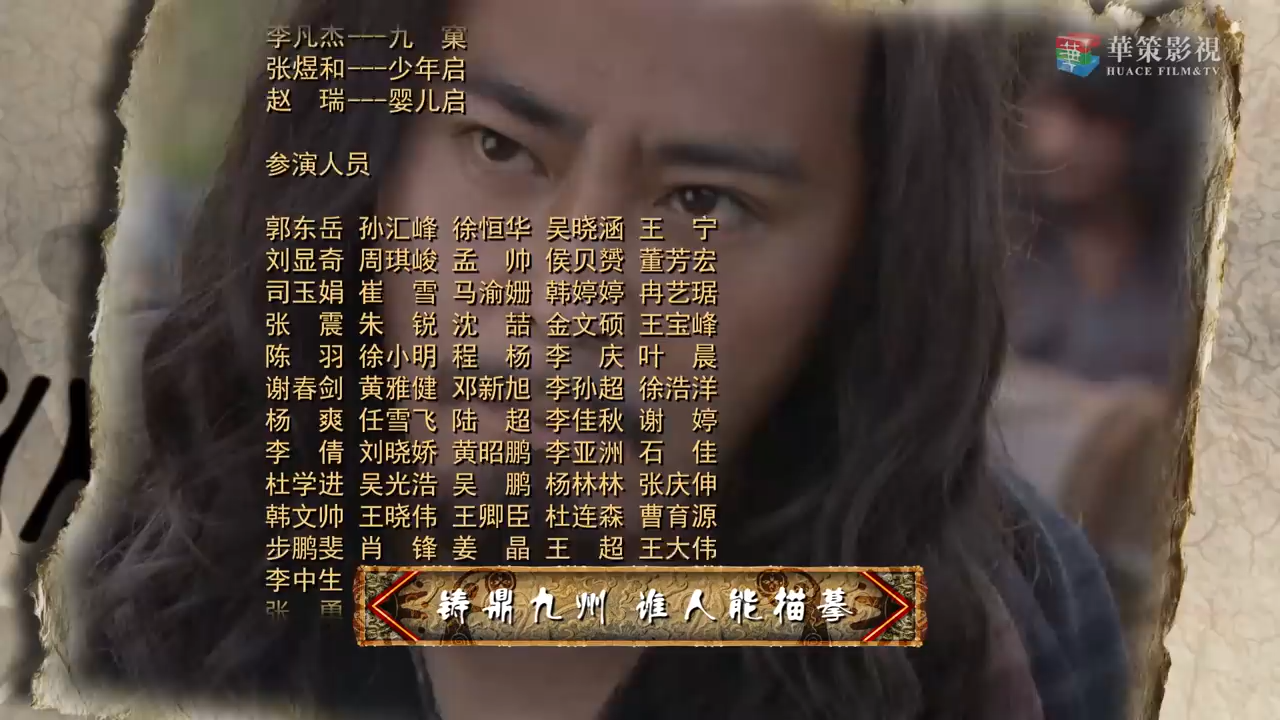 李凡杰---九　窠
张煜和---少年启
赵　瑞---婴儿启
華策影視
HUACE FILM&TV
参演人员
郭东岳 孙汇峰 徐恒华 吴晓涵 王　宁
刘显奇 周琪峻 孟　帅 侯贝赟 董芳宏
司玉娟 崔　雪 马渝姗 韩婷婷 冉艺琚
张　震 朱　锐 沈　喆 金文硕 王宝峰
陈　羽 徐小明 程　杨 李　庆 叶　晨
谢春剑 黄雅健 邓新旭 李孙超 徐浩洋
杨　爽 任雪飞 陆　超 李佳秋 谢　婷
李　倩 刘晓娇 黄昭鹏 李亚洲 石　佳
杜学进 吴光浩 吴　鹏 杨林林 张庆伸
韩文帅 王晓伟 王卿臣 杜连森 曹育源
步鹏斐 肖　锋 姜　晶 王　超 王大伟
李中生
张　勇
铸鼎九州 谁人能描摹